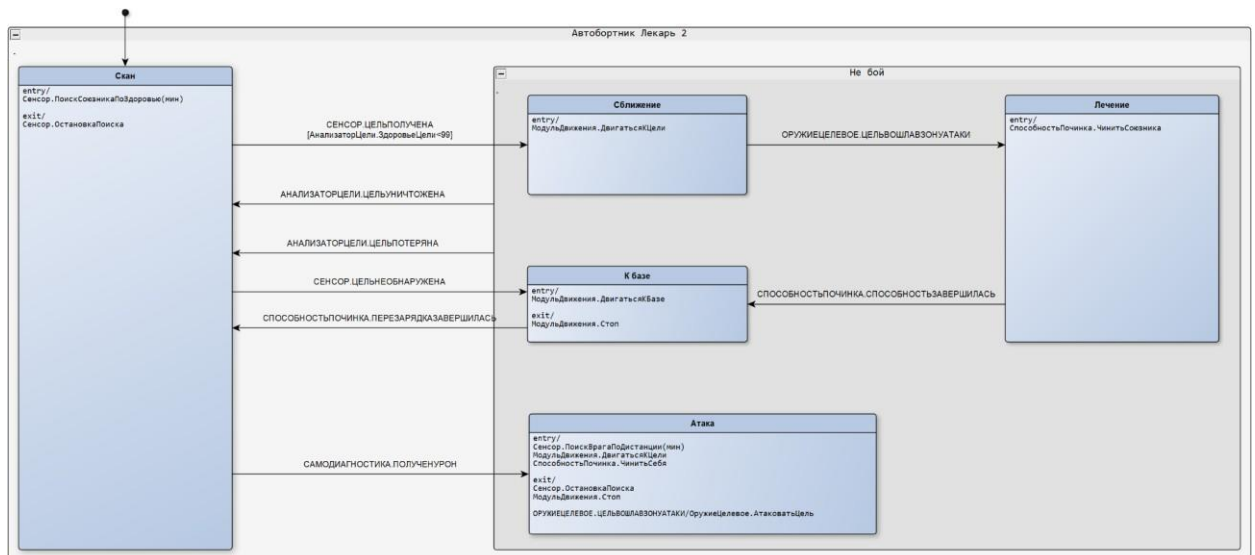 Автобортник Лекарь 2
Скан
entry/
Сенсор.ПоискСоюзникаПоЗдоровью(мин)
exit/
Сенсор.ОстановкаПоиска
СЕНСОР.ЦЕЛЬПОЛУЧЕНА
[АнализаторЦели.ЗдоровьеЦели<99]
АНАЛИЗАТОРЦЕЛИ.ЦЕЛЬУНИЧТОЖЕНА
АНАЛИЗАТОРЦЕЛИ.ЦЕЛЬПОТЕРЯНА
СЕНСОР.ЦЕЛЬНЕОБНАРУЖЕНА
СПОСОБНОСТЬПОЧИНКА.ПЕРЕЗАРЯДКАЗАВЕРШИЛАСЬ
САМОДИАГНОСТИКА.ПОЛУЧЕНУРОН
Не бой
Сближение
entry/
МодульДвижения.ДвигатьсяКЦели
ОРУЖИЕЦЕЛЕВОЕ.ЦЕЛЬВОШЛАВЗОНУАТАКИ
Лечение
entry/
СпособностьПочинка.ЧинитьСоюзника
К базе
entry/
МодульДвижения.ДвигатьсяКБазе
exit/
МодульДвижения.Стоп
СПОСОБНОСТЬПОЧИНКА.СПОСОБНОСТЬЗАВЕРШИЛАСЬ
Атака
entry/
Сенсор.ПоискВрагаПоДистанции(мин)
МодульДвижения.ДвигатьсяКЦели
СпособностьПочинка.ЧинитьСебя
exit/
Сенсор.ОстановкаПоиска
МодульДвижения.Стоп
ОРУЖИЕЦЕЛЕВОЕ.ЦЕЛЬВОШЛАВЗОНУАТАКИ/ОружиеЦелевое.АтаковатьЦель